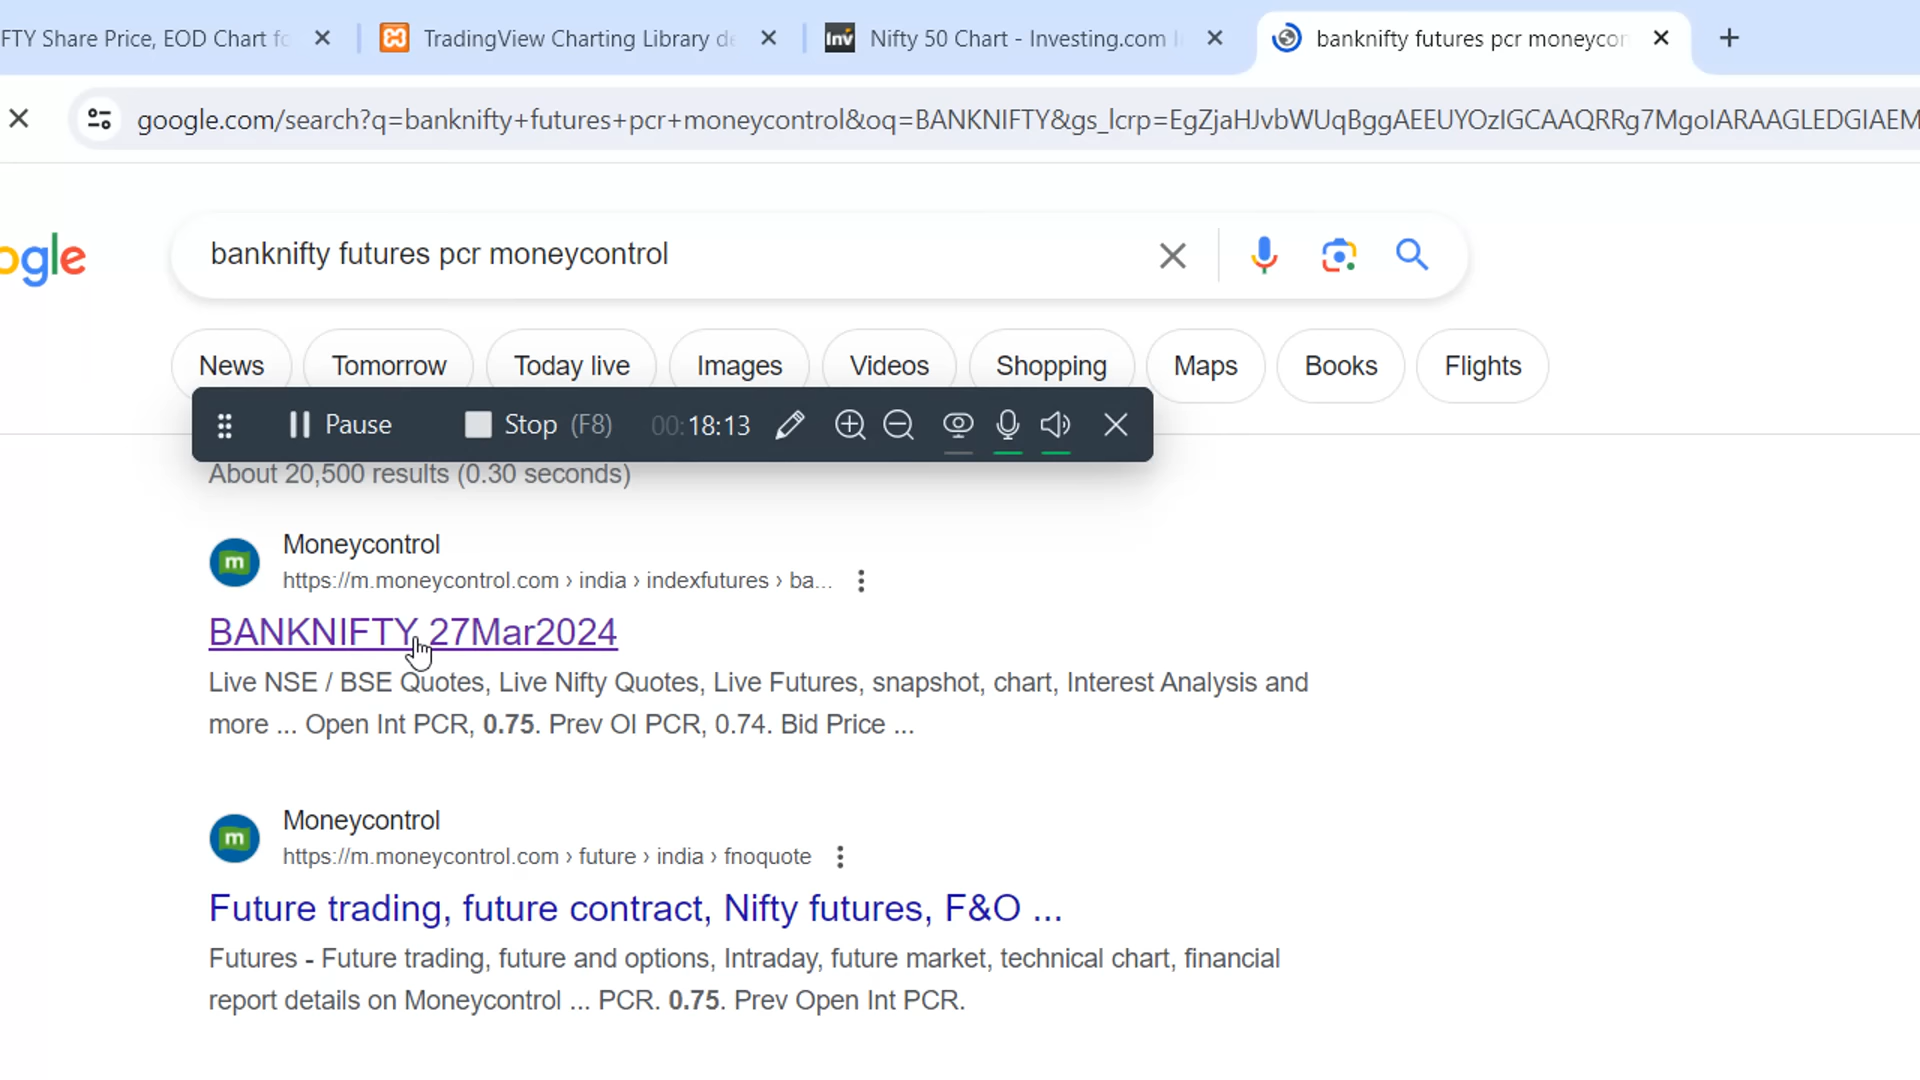 FTY Share Price, EOD Chart fo
TradingView Charting Library de
Inv
Nifty 50 Chart - Investing.com I
banknifty futures pcr moneycon
google.com/search?q=banknifty+futures+pcr+moneycontrol&oq=BANKNIFTY&gs_lcrp=EgZjaHJvbWUqBggAEEUYOzIGCAAQRRg7MgoIARAAGLEDGIAEM
ogle
banknifty futures pcr moneycontrol
News
Tomorrow
Today live
Images
Videos
Shopping
Maps
Books
Flights
Pause
Stop (F8)
00:18:13
About 20,500 results (0.30 seconds)
m
Moneycontrol
https://m.moneycontrol.com › india › indexfutures › ba...
BANKNIFTY 27Mar2024
Live NSE / BSE Quotes, Live Nifty Quotes, Live Futures, snapshot, chart, Interest Analysis and
more ... Open Int PCR, 0.75. Prev OI PCR, 0.74. Bid Price ...
m
Moneycontrol
https://m.moneycontrol.com › future › india › fnoquote
Future trading, future contract, Nifty futures, F&O ...
Futures - Future trading, future and options, Intraday, future market, technical chart, financial
report details on Moneycontrol ... PCR. 0.75. Prev Open Int PCR.